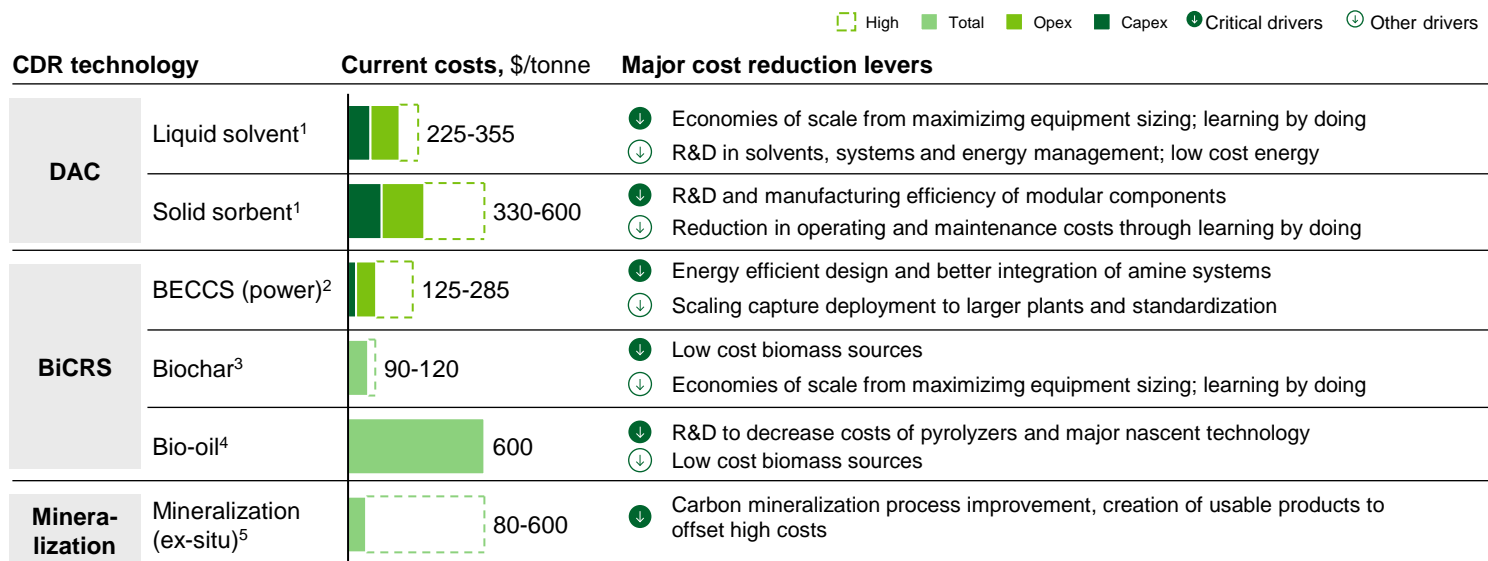 High Total Opex Capex Critical drivers Other drivers
CDR technology Current costs, $/tonne Major cost reduction levers
DAC
Liquid solvent¹ 225-355
Economies of scale from maximizimg equipment sizing; learning by doing
R&D in solvents, systems and energy management; low cost energy
Solid sorbent¹ 330-600
R&D and manufacturing efficiency of modular components
Reduction in operating and maintenance costs through learning by doing
BiCRS
BECCS (power)² 125-285
Energy efficient design and better integration of amine systems
Scaling capture deployment to larger plants and standardization
Biochar³ 90-120
Low cost biomass sources
Economies of scale from maximizimg equipment sizing; learning by doing
Bio-oil⁴ 600
R&D to decrease costs of pyrolyzers and major nascent technology
Low cost biomass sources
Minera-
lization
Mineralization
(ex-situ)⁵
80-600
Carbon mineralization process improvement, creation of usable products to
offset high costs